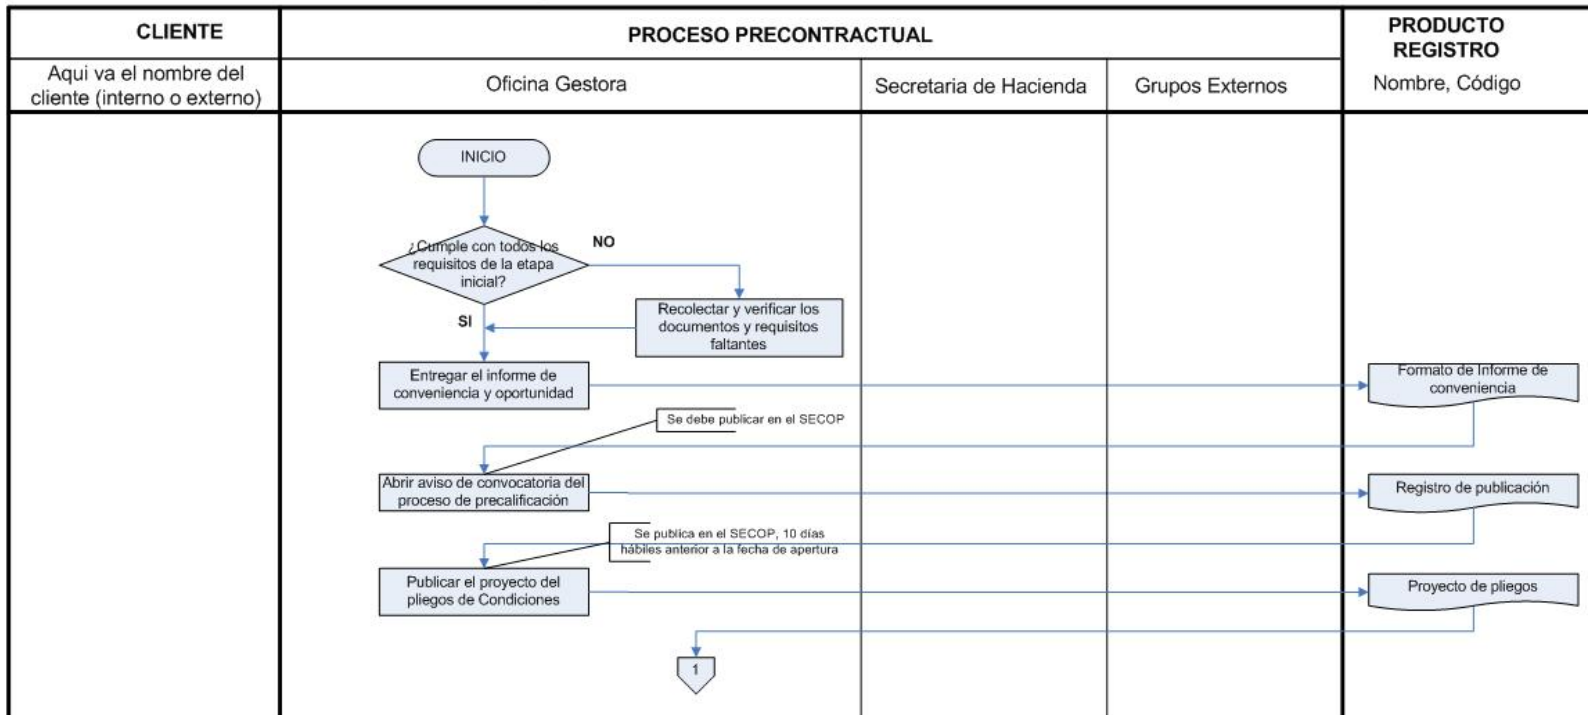 CLIENTE
PROCESO PRECONTRACTUAL
PRODUCTO
REGISTRO
Aqui va el nombre del
cliente (interno o externo)
Oficina Gestora
Secretaria de Hacienda
Grupos Externos
Nombre, Código
INICIO
¿Cumple con todos los
requisitos de la etapa
inicial?
NO
SI
Recolectar y verificar los
documentos y requisitos
faltantes
Entregar el informe de
conveniencia y oportunidad
Formato de Informe de
conveniencia
Se debe publicar en el SECOP
Abrir aviso de convocatoria del
proceso de precalificación
Registro de publicación
Se publica en el SECOP, 10 días
hábiles anterior a la fecha de apertura
Publicar el proyecto del
pliegos de Condiciones
Proyecto de pliegos
1